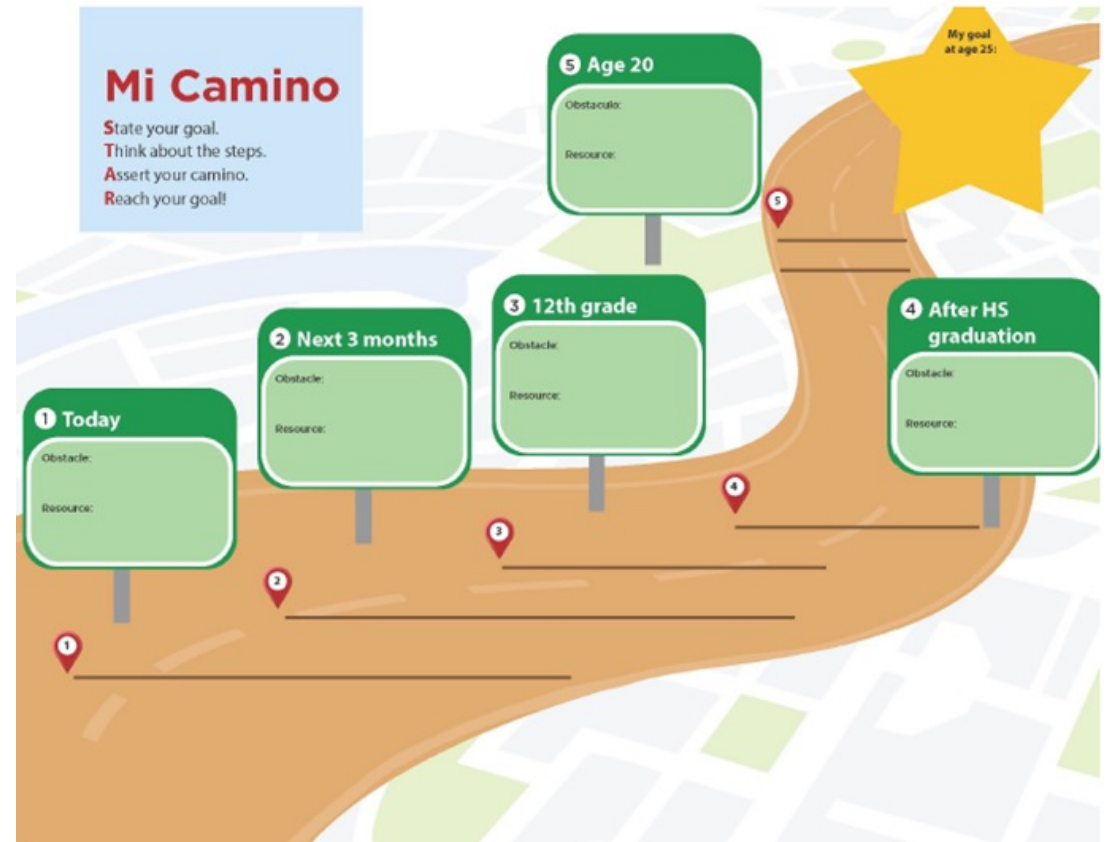 Mi Camino
State your goal.
Think about the steps.
Assert your camino.
Reach your goal!
1 Today
Obstacle:
Resource:
1
2 Next 3 months
Obstacle:
Resource:
2
3 12th grade
Obstacle:
Resource:
3
4 After HS
graduation
Obstacle:
Resource:
4
5 Age 20
Obstaculo:
Resource:
5
My goal
at age 25: